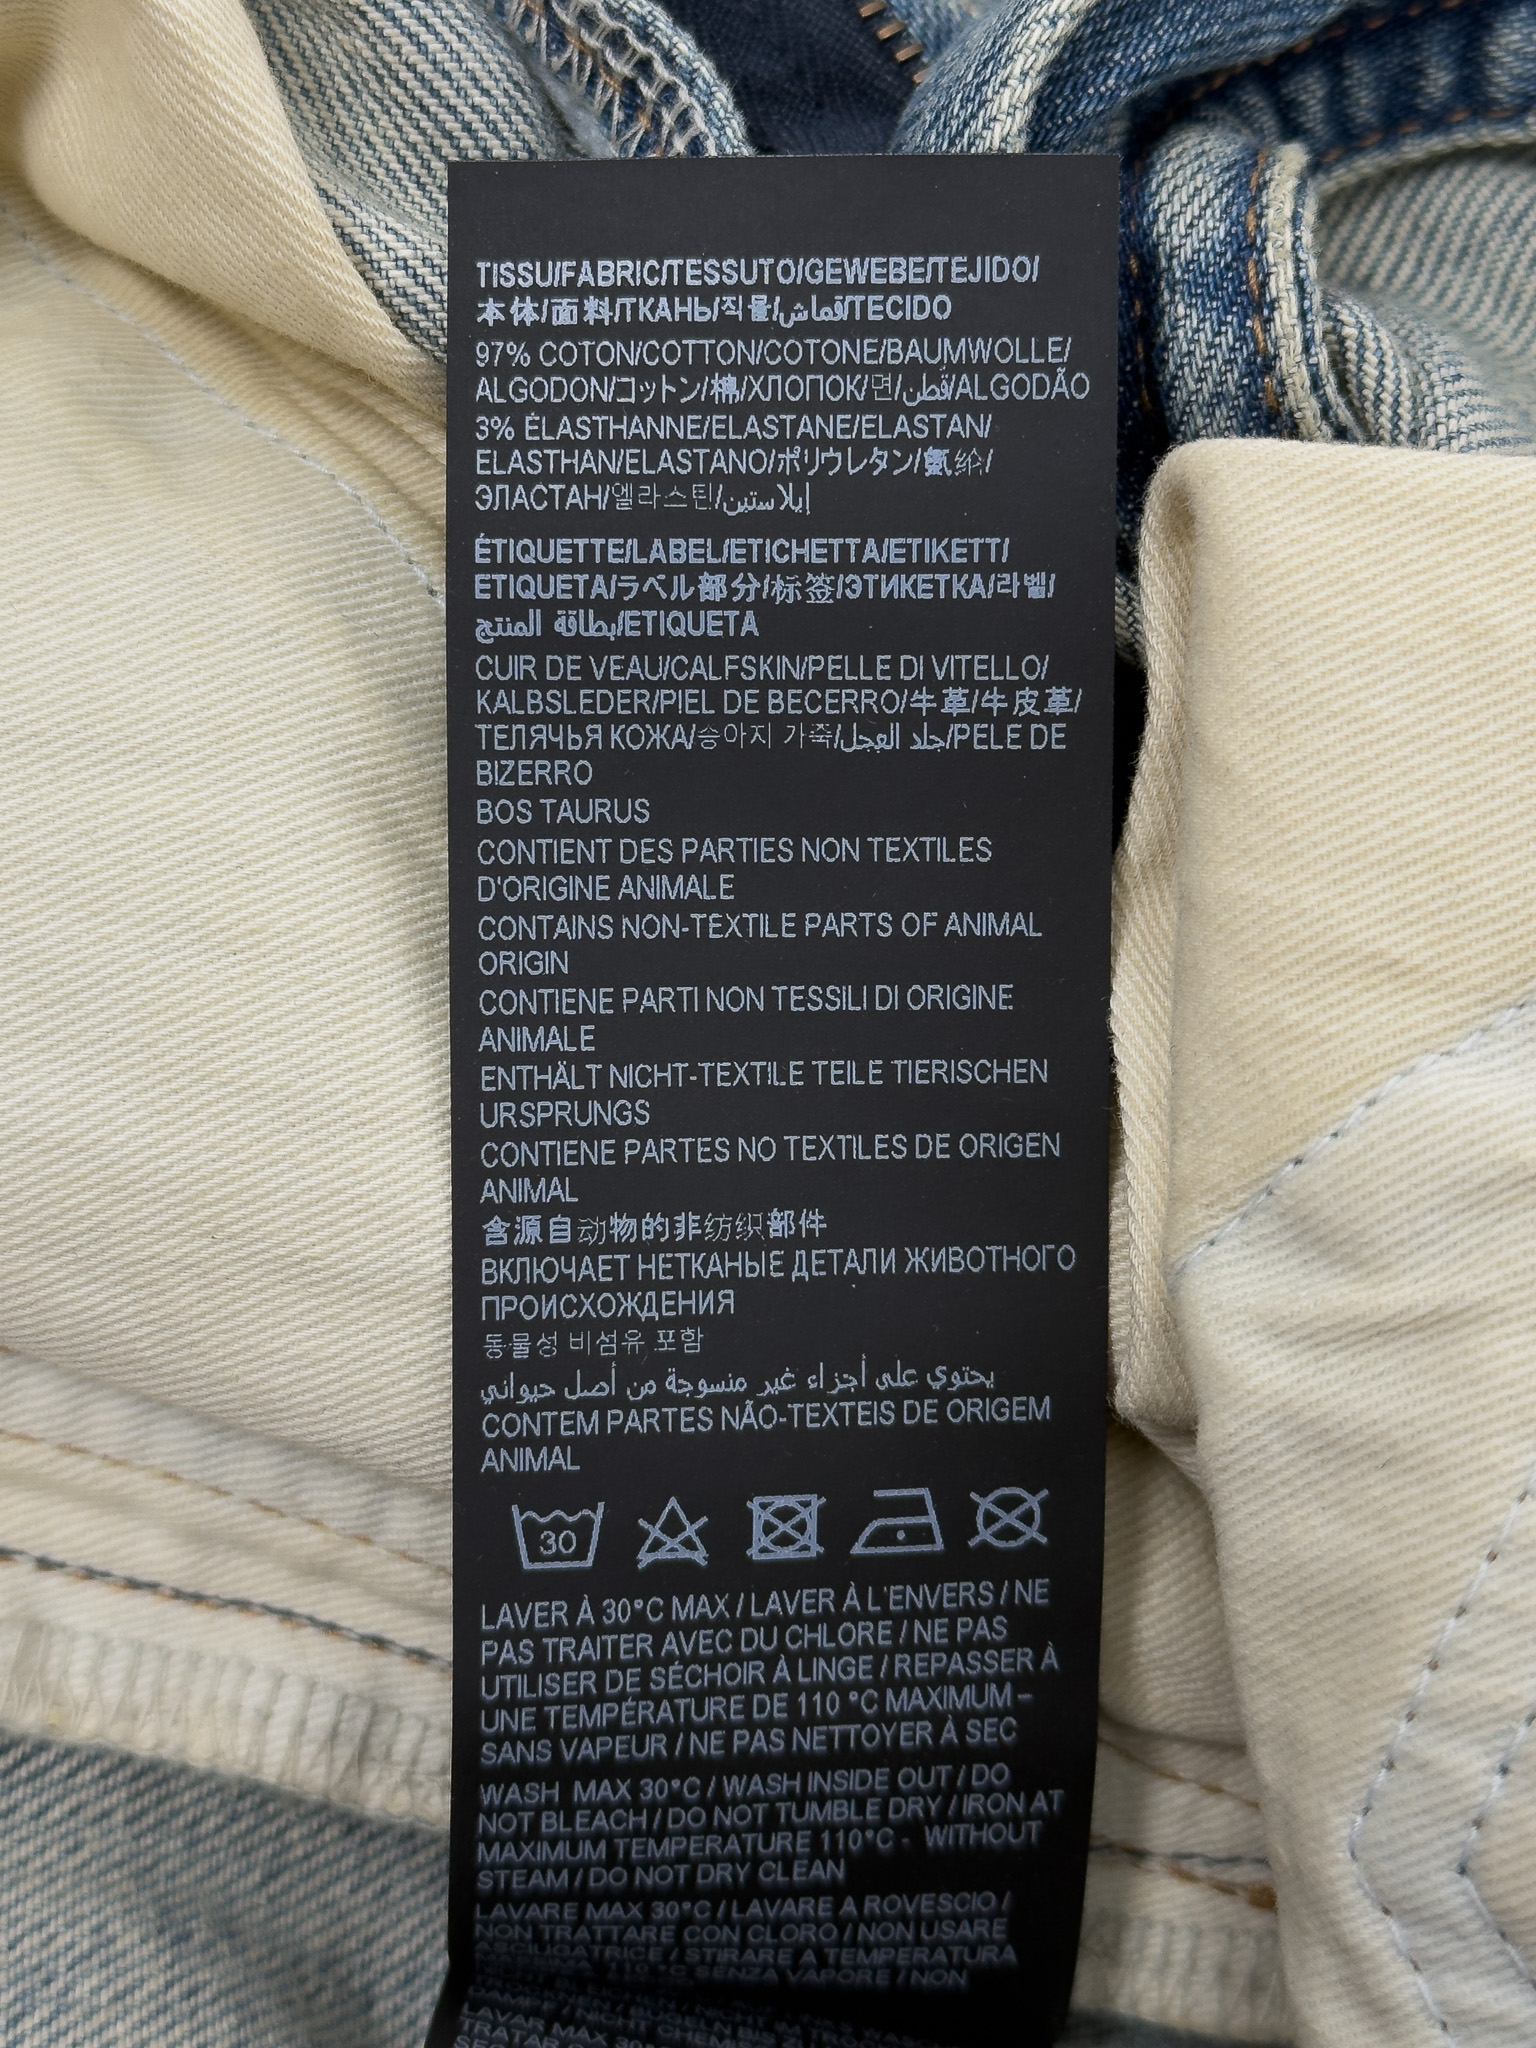 TISSU/FABRIC/TESSUTO/GEWEBE/TEJIDO/
本体/面料/ТКАНЬ/직물/قماش/TECIDO
97% COTON/COTTON/COTONE/BAUMWOLLE/
ALGODON/コットン/棉/ХЛОПОК/면/قطن/ALGODÃO
3% ÉLASTHANNE/ELASTANE/ELASTAN/
ELASTHAN/ELASTANO/ポリウレタン/氨纶/
ЭЛАСТАН/엘라스틴/إيلاستين
ÉTIQUETTE/LABEL/ETICHETTA/ETIKETT/
ETIQUETA/ラベル部分/标签/ЭТИКЕТКА/라벨/
بطاقة المنتج/ETIQUETA
CUIR DE VEAU/CALFSKIN/PELLE DI VITELLO/
KALBSLEDER/PIEL DE BECERRO/牛革/牛皮革/
ТЕЛЯЧЬЯ КОЖА/송아지 가죽/جلد العجل/PELE DE
BIZERRO
BOS TAURUS
CONTIENT DES PARTIES NON TEXTILES
D'ORIGINE ANIMALE
CONTAINS NON-TEXTILE PARTS OF ANIMAL
ORIGIN
CONTIENE PARTI NON TESSILI DI ORIGINE
ANIMALE
ENTHÄLT NICHT-TEXTILE TEILE TIERISCHEN
URSPRUNGS
CONTIENE PARTES NO TEXTILES DE ORIGEN
ANIMAL
含源自动物的非纺织部件
ВКЛЮЧАЕТ НЕТКАНЫЕ ДЕТАЛИ ЖИВОТНОГО
ПРОИСХОЖДЕНИЯ
동물성 비섬유 포함
يحتوي على أجزاء غير منسوجة من أصل حيواني
CONTEM PARTES NÃO-TEXTEIS DE ORIGEM
ANIMAL
30
LAVER À 30°C MAX / LAVER À L'ENVERS / NE
PAS TRAITER AVEC DU CHLORE / NE PAS
UTILISER DE SÉCHOIR À LINGE / REPASSER À
UNE TEMPÉRATURE DE 110 °C MAXIMUM –
SANS VAPEUR / NE PAS NETTOYER À SEC
WASH MAX 30°C / WASH INSIDE OUT / DO
NOT BLEACH / DO NOT TUMBLE DRY / IRON AT
MAXIMUM TEMPERATURE 110°C - WITHOUT
STEAM / DO NOT DRY CLEAN
LAVARE MAX 30°C / LAVARE A ROVESCIO /
NON TRATTARE CON CLORO / NON USARE
ASCIUGATRICE / STIRARE A TEMPERATURA
110 °C SENZA VAPORE / NON
LAVAR MAX 30°C